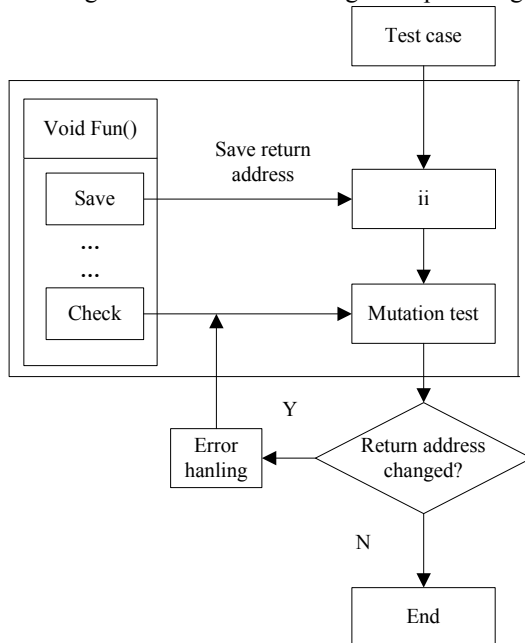 Test case
Void Fun()
Save return
address
Save
ii
...
...
Check
Mutation test
Y
Return address
changed?
Error
hanling
N
End